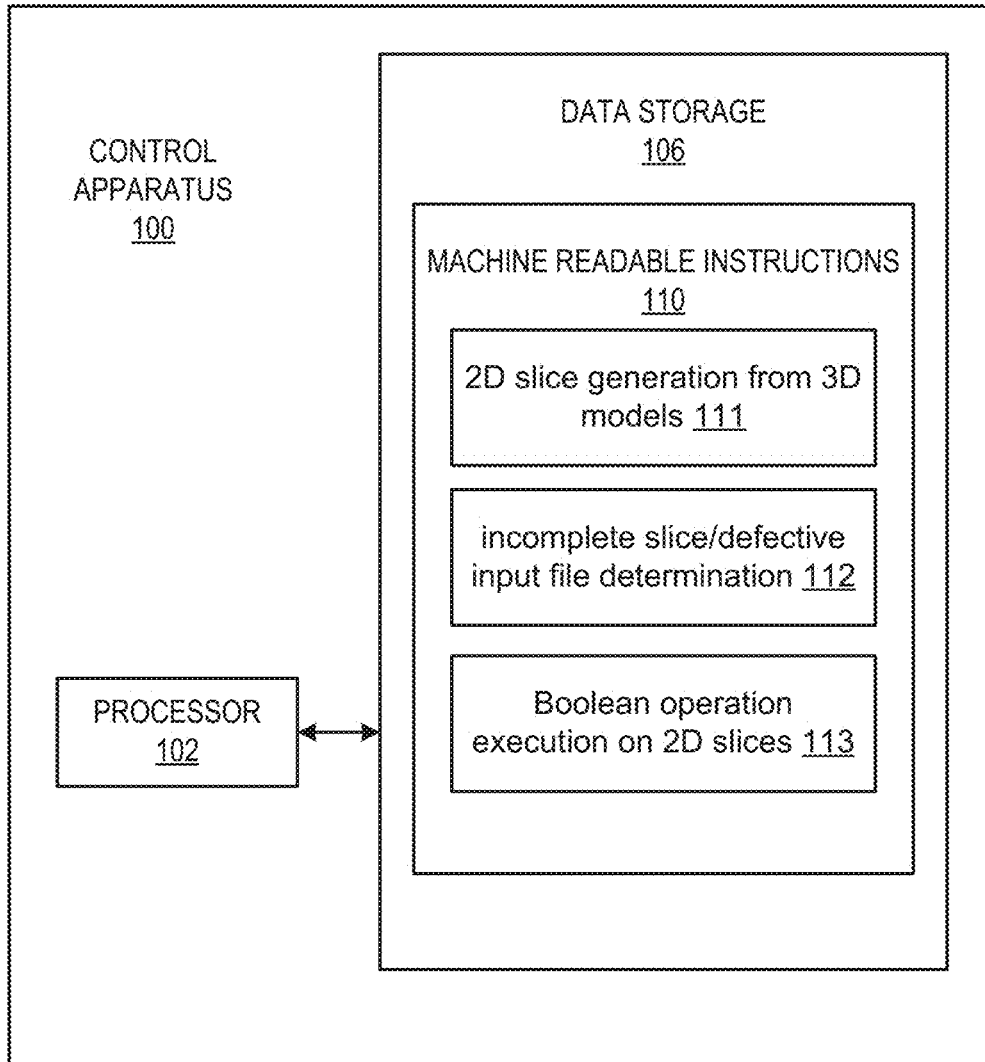 CONTROL
APPARATUS
100
DATA STORAGE
106
MACHINE READABLE INSTRUCTIONS
110
2D slice generation from 3D
models 111
incomplete slice/defective
input file determination 112
Boolean operation
execution on 2D slices 113
PROCESSOR
102